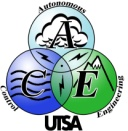 Autonomous
A
C E
Control
Engineering
UTSA